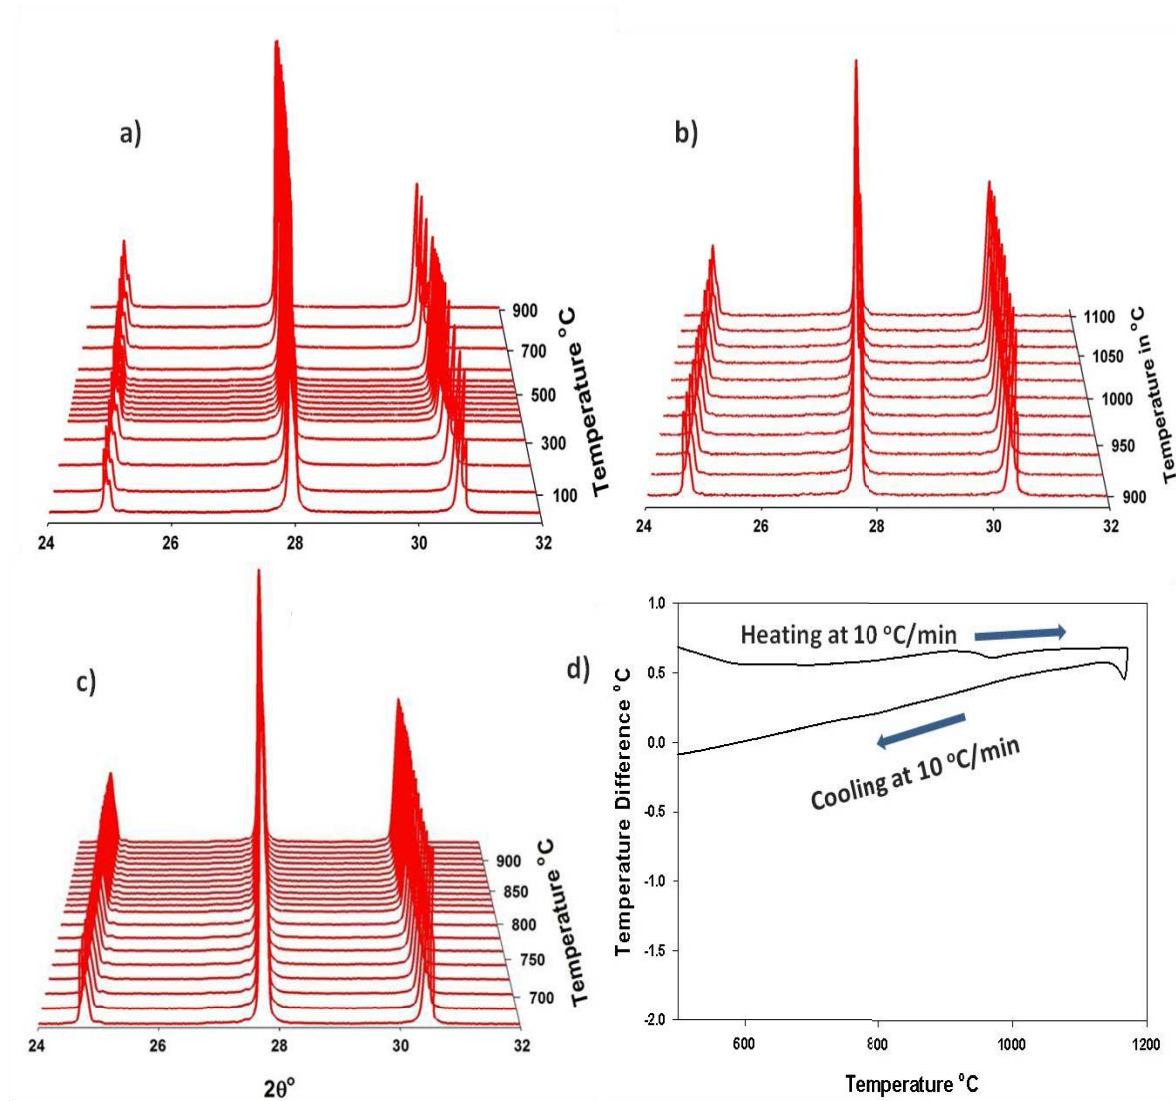 a)
900
700
500
300
100
Temperature °C
24 26 28 30 32
b)
1100
1050
1000
950
900
Temperature in °C
24 26 28 30 32
c)
900
850
800
750
700
Temperature °C
24 26 28 30 32
2θ°
d)
1.0
0.5
0.0
-0.5
-1.0
-1.5
-2.0
Temperature Difference °C
Heating at 10 °C/min
Cooling at 10 °C/min
600 800 1000 1200
Temperature °C